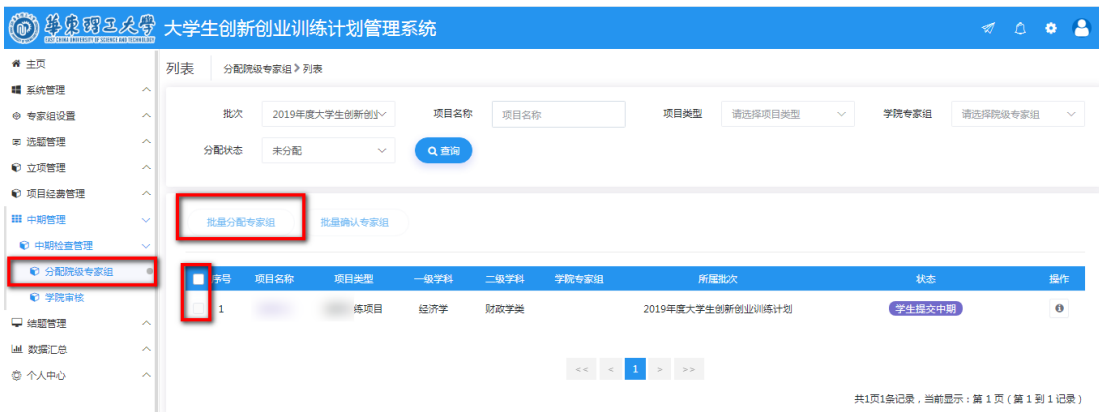 華東理工大學 大学生创新创业训练计划管理系统
EAST CHINA UNIVERSITY OF SCIENCE AND TECHNOLOGY
主页
列表 分配院级专家组 > 列表
系统管理
专家组设置
批次 2019年度大学生创新创业 项目名称 项目名称 项目类型 请选择项目类型 学院专家组 请选择院级专家组
选题管理
分配状态 未分配 查询
立项管理
项目经费管理
中期管理
批量分配专家组 批量确认专家组
中期检查管理
分配院级专家组
序号 项目名称 项目类型 一级学科 二级学科 学院专家组 所属批次 状态 操作
学院审核
1 练项目 经济学 财政学类 2019年度大学生创新创业训练计划 学生提交中期
结题管理
数据汇总
<< < 1 > >>
个人中心
共1页1条记录，当前显示：第 1 页 ( 第 1 到 1 记录 )